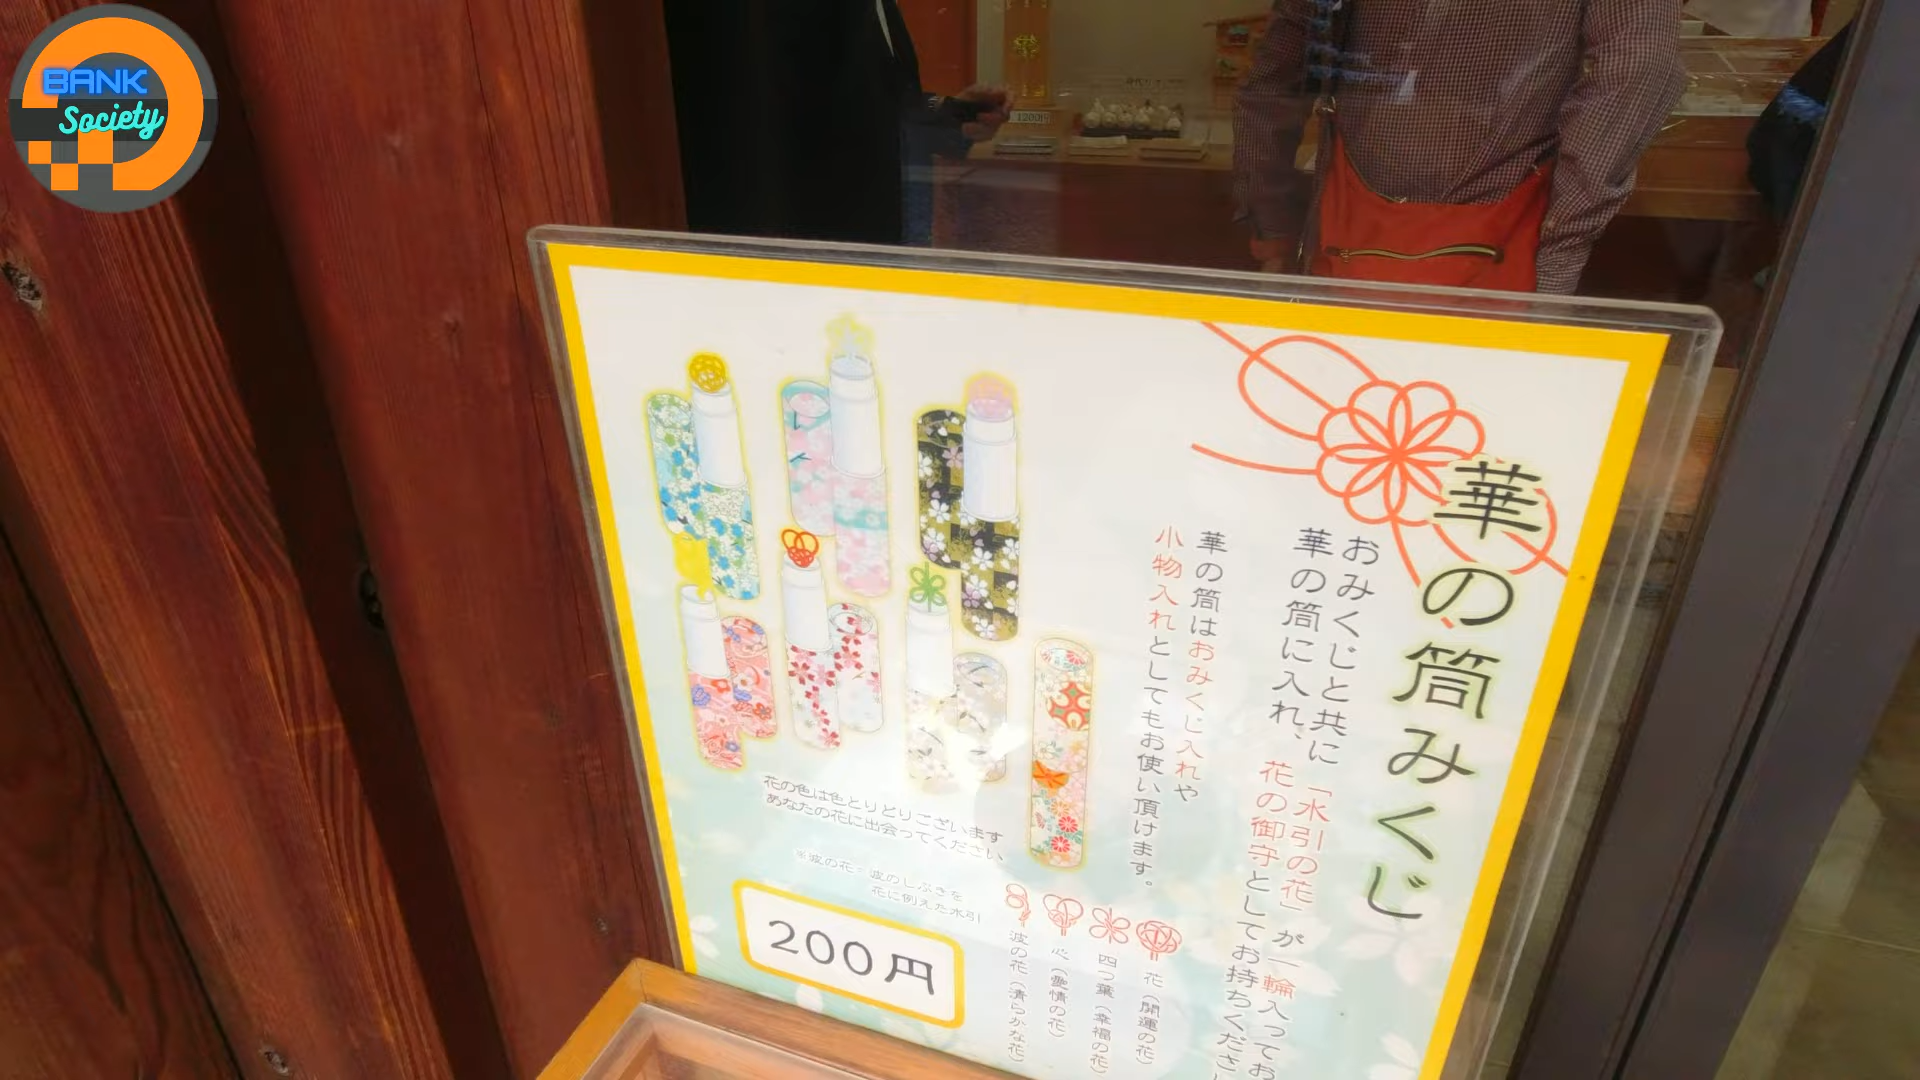 BANK
Society
1200円
華の筒みくじ
おみくじと共に「水引の花」が一輪入ってお
華の筒に入れ、花の御守としてお持ちくださ
華の筒はおみくじ入れや
小物入れとしてもお使い頂けます。
花の色は色とりどりございます
あなたの花に出会ってください
※波の花…波のしぶきを
花に例えた水引
花(開運の花)
四つ葉(幸福の花)
心(愛情の花)
波の花(清らかな花)
200円